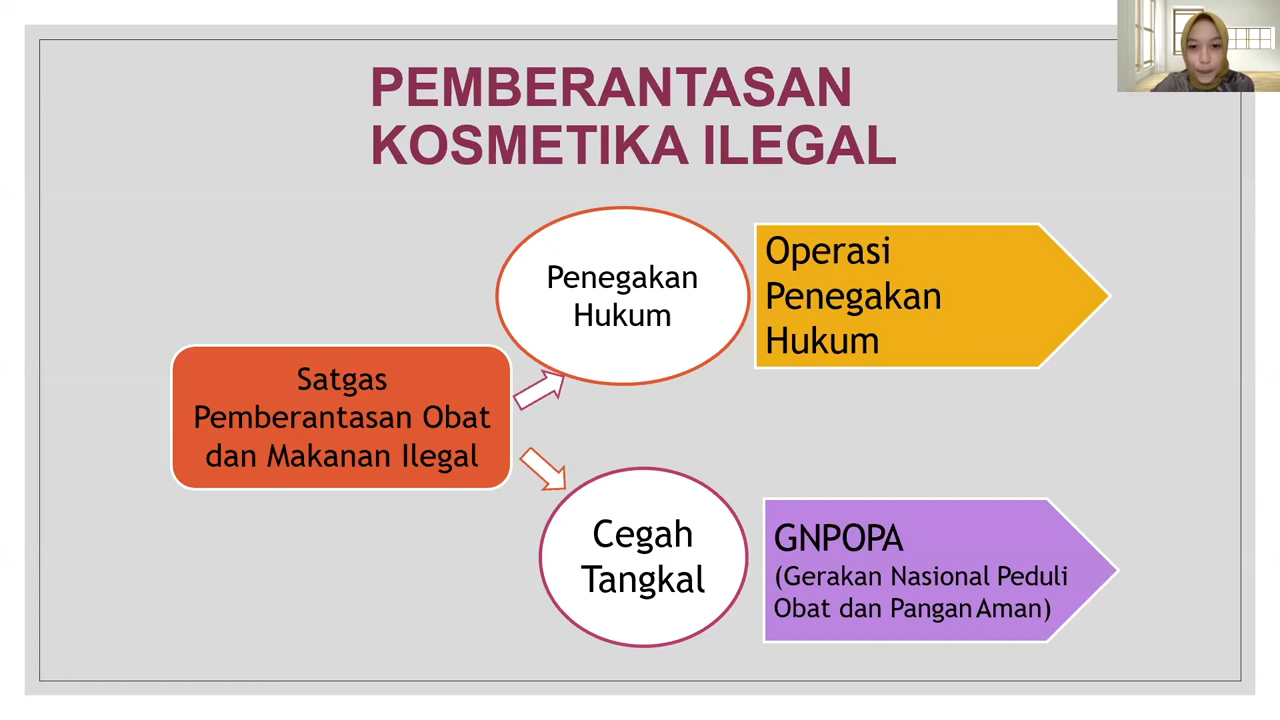 PEMBERANTASAN
KOSMETIKA ILEGAL
Penegakan
Hukum
Operasi
Penegakan
Hukum
Satgas
Pemberantasan Obat
dan Makanan Ilegal
Cegah
Tangkal
GNPOPA
(Gerakan Nasional Peduli
Obat dan Pangan Aman)